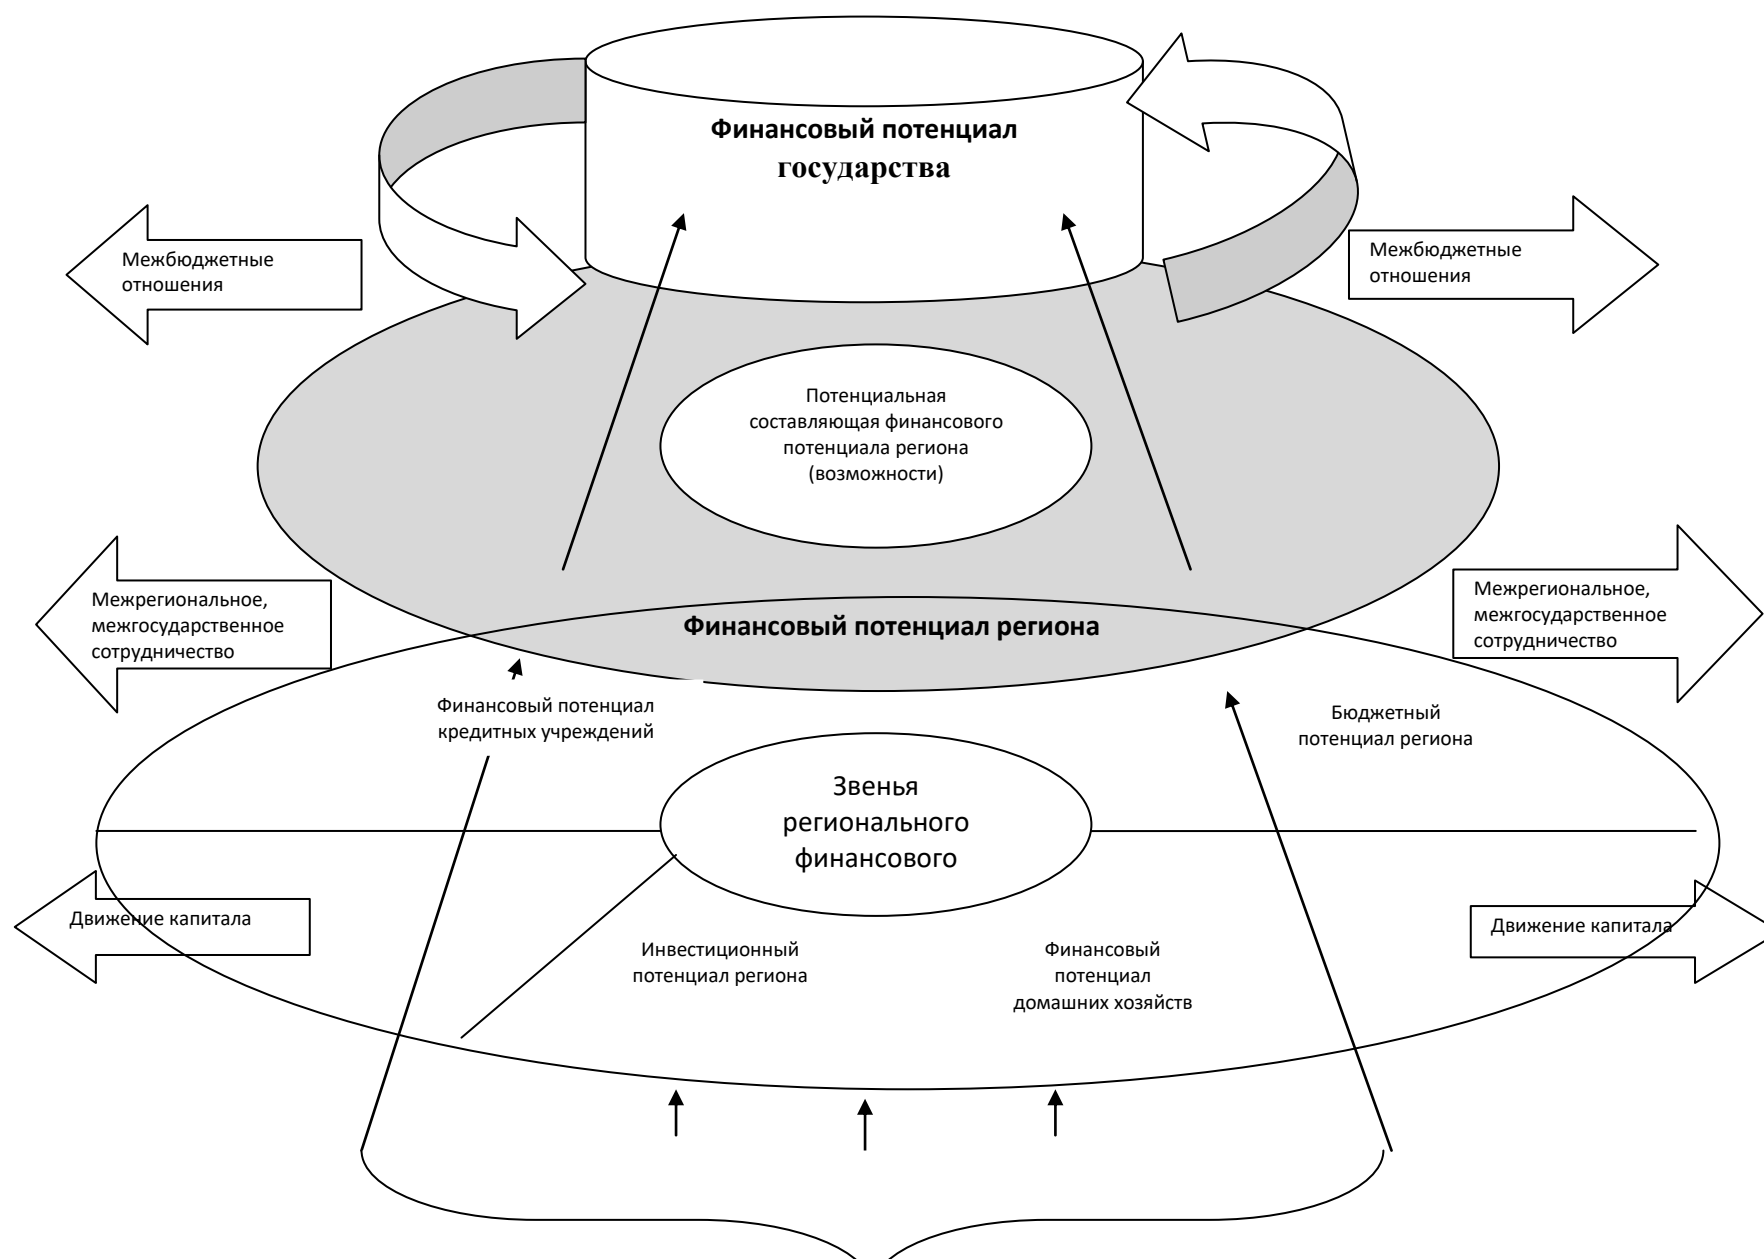 Финансовый потенциал
государства
Межбюджетные
отношения
Межбюджетные
отношения
Потенциальная
составляющая финансового
потенциала региона
(возможности)
Межрегиональное,
межгосударственное
сотрудничество
Межрегиональное,
межгосударственное
сотрудничество
Финансовый потенциал региона
Финансовый потенциал
кредитных учреждений
Бюджетный
потенциал региона
Звенья
регионального
финансового
Движение капитала
Движение капитала
Инвестиционный
потенциал региона
Финансовый
потенциал
домашних хозяйств